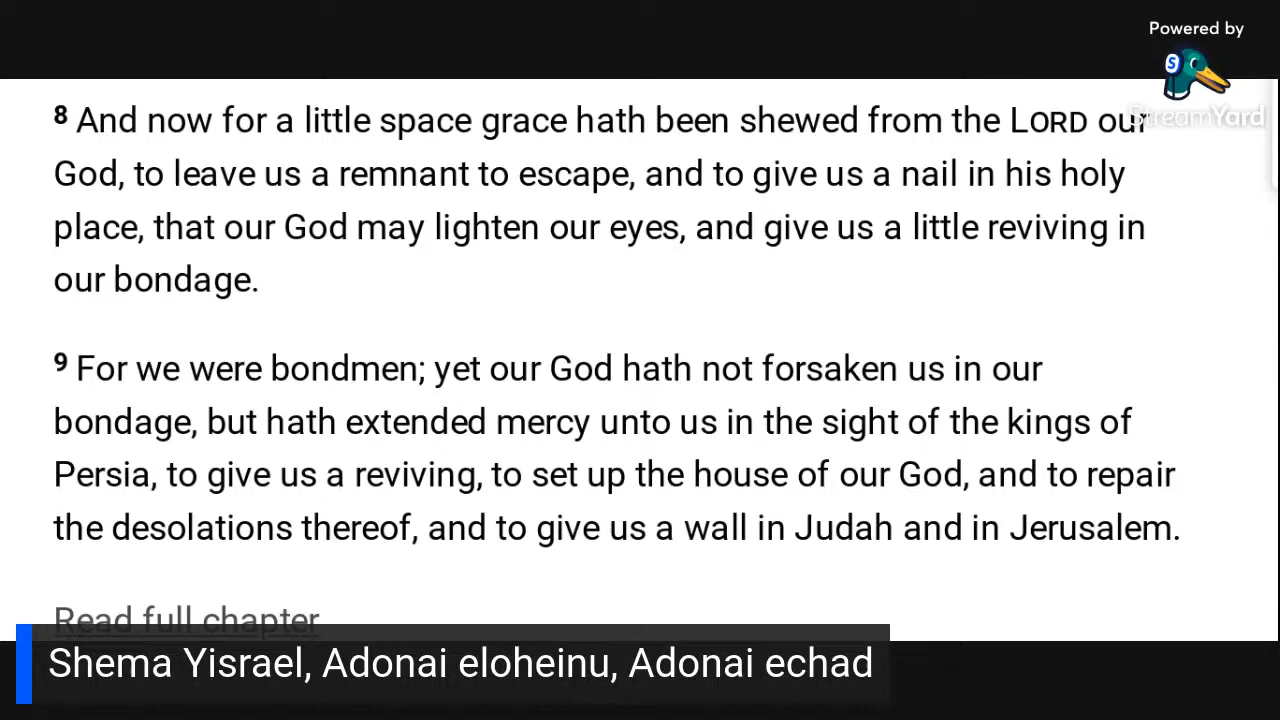 Powered by
StreamYard
8 And now for a little space grace hath been shewed from the LORD our
God, to leave us a remnant to escape, and to give us a nail in his holy
place, that our God may lighten our eyes, and give us a little reviving in
our bondage.
9 For we were bondmen; yet our God hath not forsaken us in our
bondage, but hath extended mercy unto us in the sight of the kings of
Persia, to give us a reviving, to set up the house of our God, and to repair
the desolations thereof, and to give us a wall in Judah and in Jerusalem.
Read full chapter
Shema Yisrael, Adonai eloheinu, Adonai echad